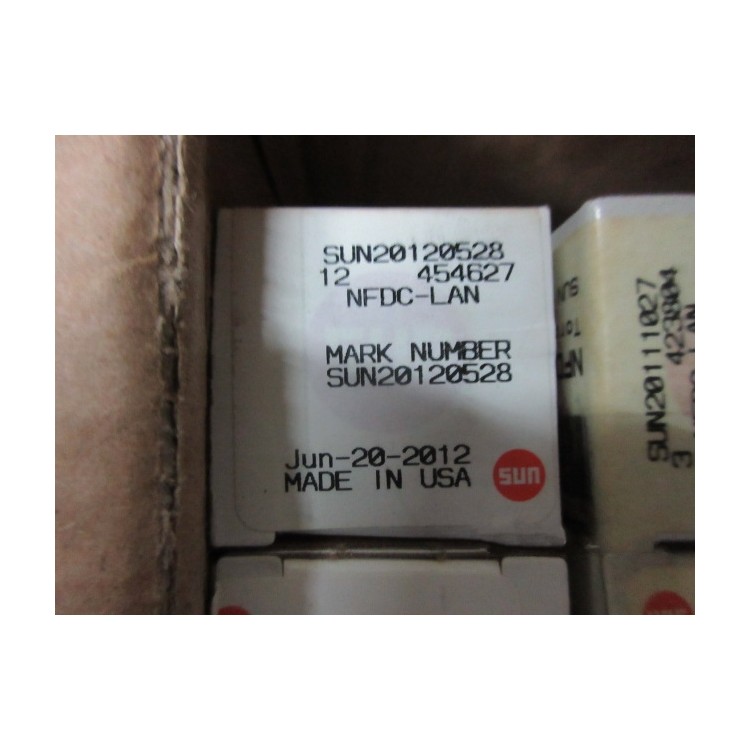 SUN20120528
12 454627
NFDC-LAN
MARK NUMBER
SUN20120528
Jun-20-2012
MADE IN USA
sun
SUN20111027